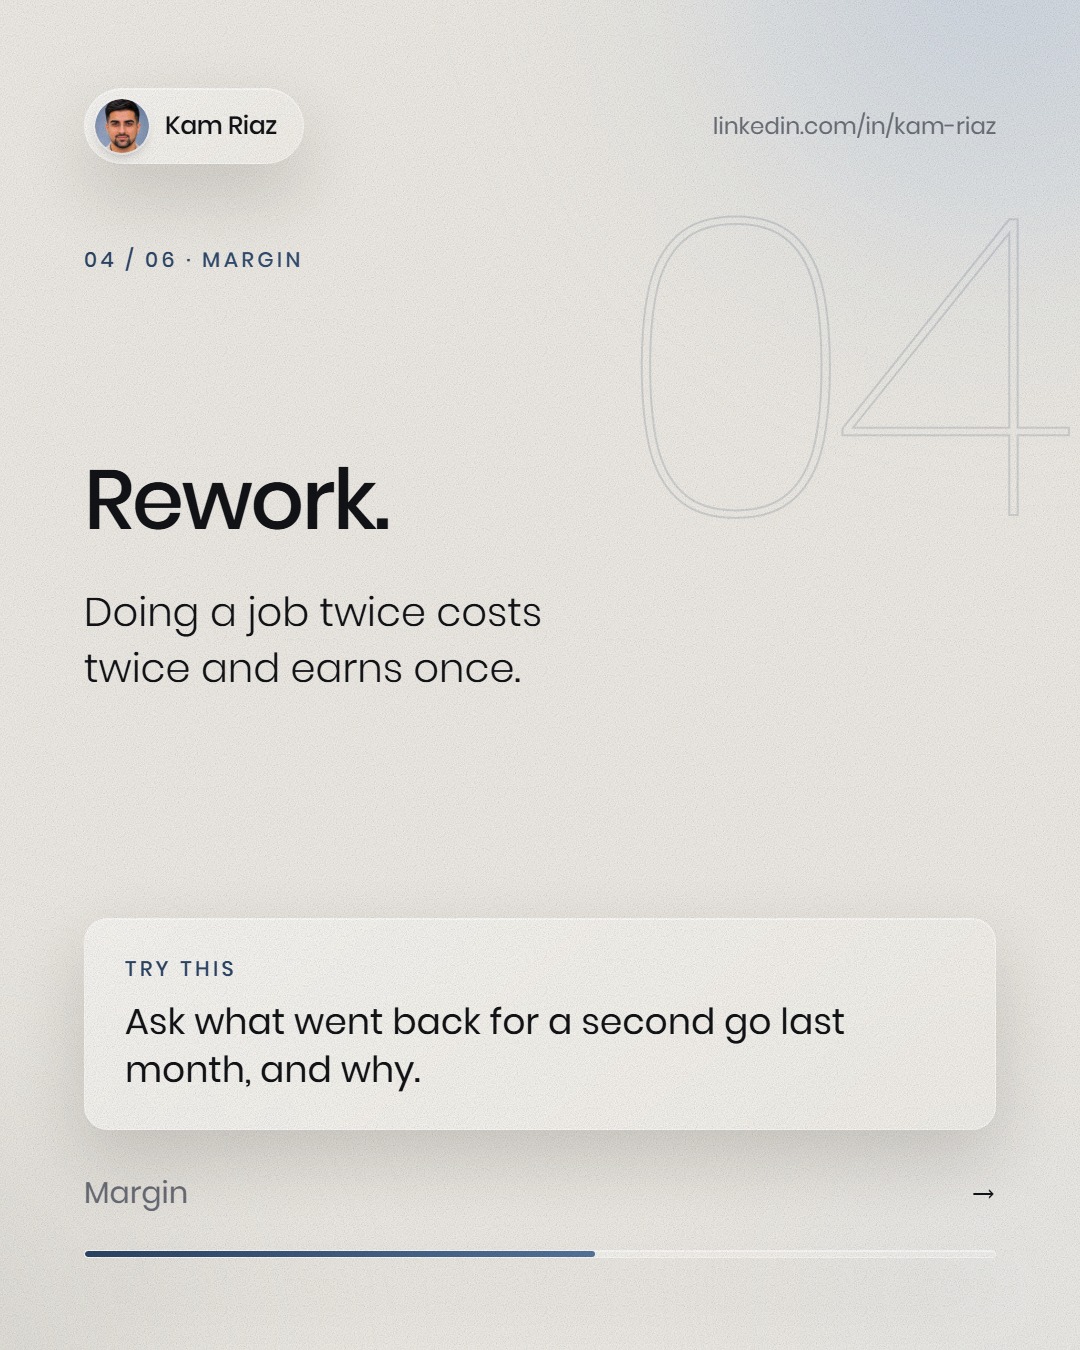 Kam Riaz
linkedin.com/in/kam-riaz
04 / 06 · MARGIN
04
Rework.
Doing a job twice costs
twice and earns once.
TRY THIS
Ask what went back for a second go last
month, and why.
Margin
→